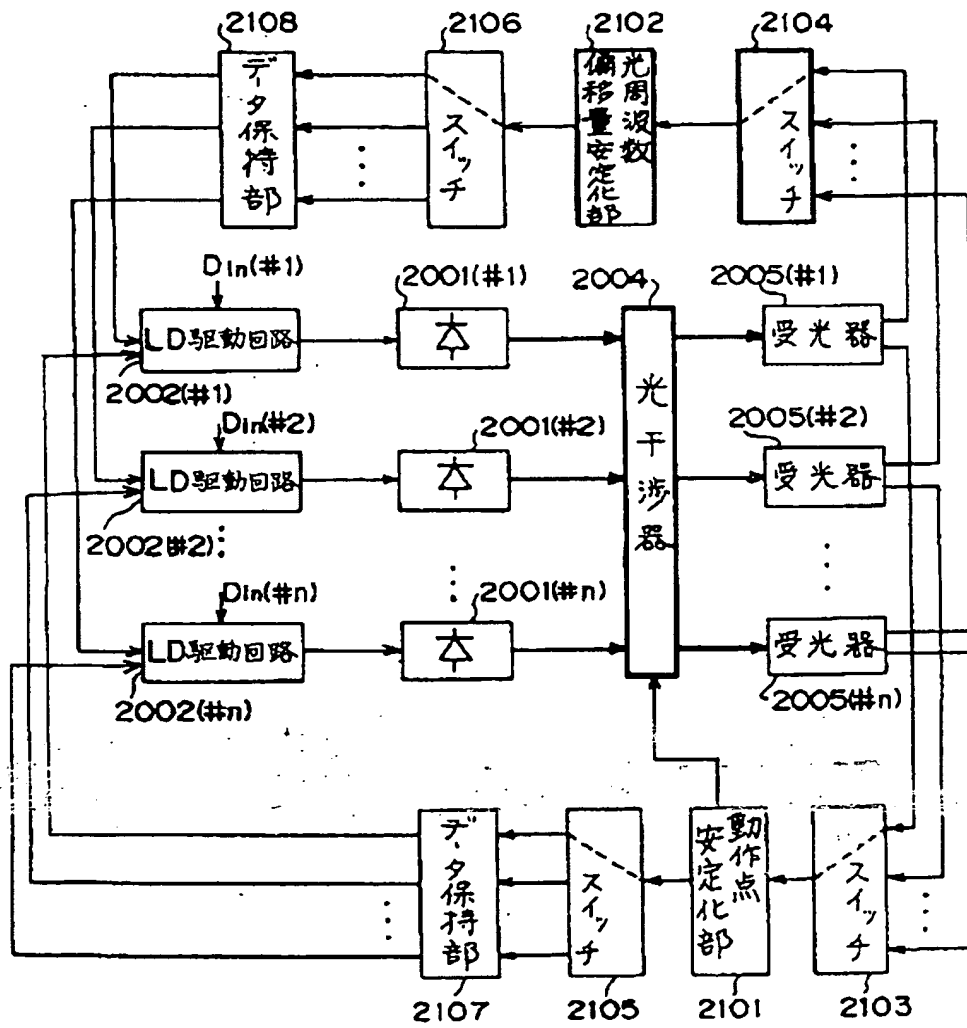 2108
2106
2102
2104
データ保持部
スイッチ
光周波数
偏移量安定化部
スイッチ
Din(#1)
2001(#1)
2004
2005(#1)
LD駆動回路
光干渉器
受光器
2002(#1)
Din(#2)
2001(#2)
2005(#2)
LD駆動回路
受光器
2002(#2)
Din(#n)
2001(#n)
LD駆動回路
受光器
2002(#n)
2005(#n)
データ保持部
スイッチ
動作点
安定化部
スイッチ
2107
2105
2101
2103